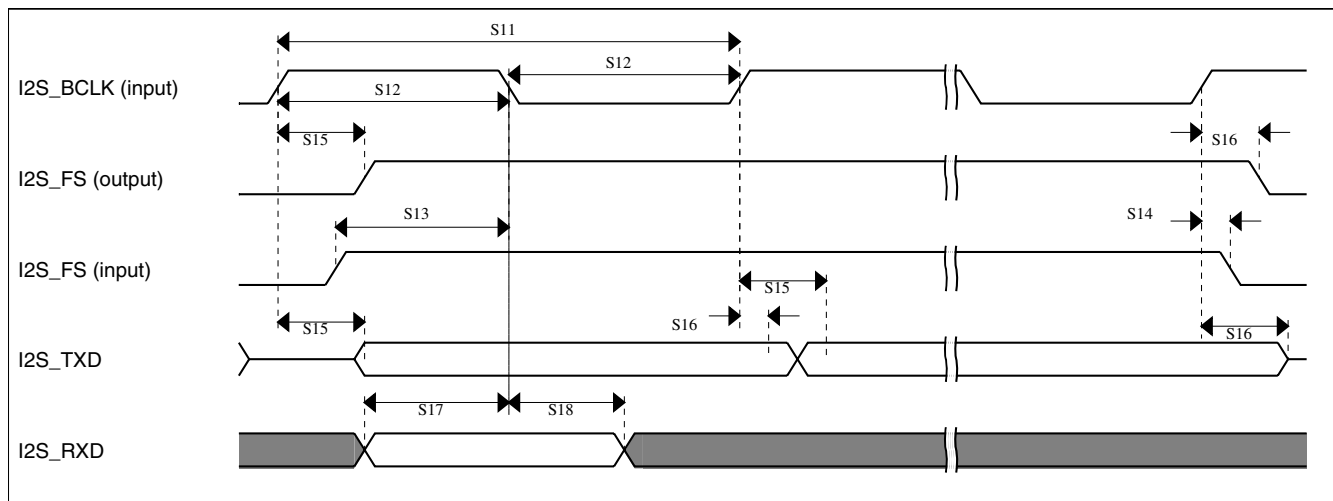 S11
I2S_BCLK (input)
S12
S12
S15
S16
I2S_FS (output)
S13
S14
I2S_FS (input)
S15
S16
S15
S16
I2S_TXD
S17
S18
I2S_RXD